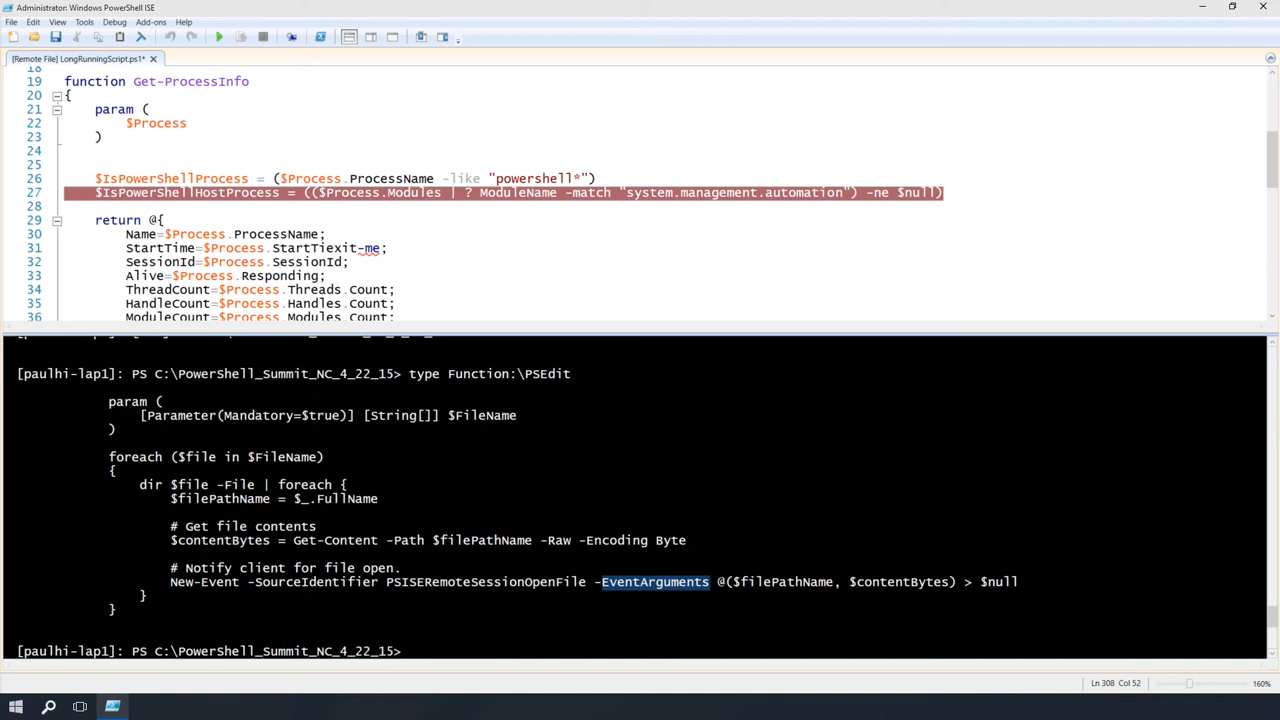 Administrator: Windows PowerShell ISE
File Edit View Tools Debug Add-ons Help
[Remote File] LongRunningScript.ps1*
18
19 function Get-ProcessInfo
20 {
21 param (
22 $Process
23 )
24
25
26 $IsPowerShellProcess = ($Process.ProcessName -like "powershell*")
27 $IsPowerShellHostProcess = (($Process.Modules | ? ModuleName -match "system.management.automation") -ne $null)
28
29 return @{
30 Name=$Process.ProcessName;
31 StartTime=$Process.StartTiexit-me;
32 SessionId=$Process.SessionId;
33 Alive=$Process.Responding;
34 ThreadCount=$Process.Threads.Count;
35 HandleCount=$Process.Handles.Count;
36 ModuleCount=$Process.Modules.Count;
[paulhi-lap1]: PS C:\PowerShell_Summit_NC_4_22_15> type Function:\PSEdit
param (
[Parameter(Mandatory=$true)] [String[]] $FileName
)
foreach ($file in $FileName)
{
dir $file -File | foreach {
$filePathName = $_.FullName
# Get file contents
$contentBytes = Get-Content -Path $filePathName -Raw -Encoding Byte
# Notify client for file open.
New-Event -SourceIdentifier PSISERemoteSessionOpenFile -EventArguments @($filePathName, $contentBytes) > $null
}
}
[paulhi-lap1]: PS C:\PowerShell_Summit_NC_4_22_15>
Ln 308 Col 52 160%